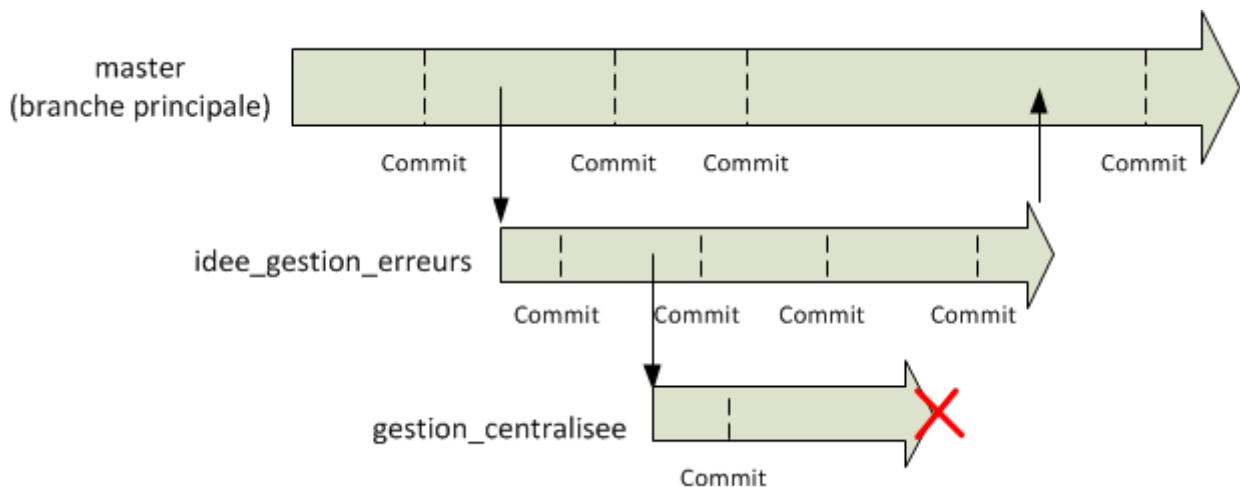 master
(branche principale)
Commit Commit Commit Commit
idee_gestion_erreurs
Commit Commit Commit Commit
gestion_centralisee
Commit